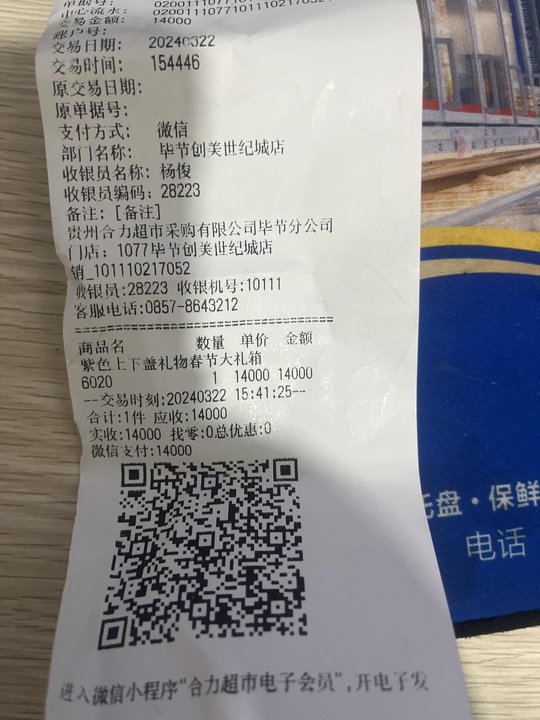 单据号:
中心流水: 0200111077101110217052
交易金额: 14000
账户号:
交易日期: 20240322
交易时间: 154446
原交易日期:
原单据号:
支付方式: 微信
部门名称: 毕节创美世纪城店
收银员名称: 杨俊
收银员编码: 28223
备注: [备注]
贵州合力超市采购有限公司毕节分公司
门店: 1077毕节创美世纪城店
销_101110217052
收银员:28223 收银机号:10111
客服电话:0857-8643212
商品名 数量 单价 金额
紫色上下盖礼物春节大礼箱
6020 1 14000 14000
--交易时刻:20240322 15:41:25--
合计:1件 应收:14000
实收:14000 找零:0总优惠:0
微信支付:14000
进入微信小程序"合力超市电子会员",开电子发
托盘·保鲜
电话